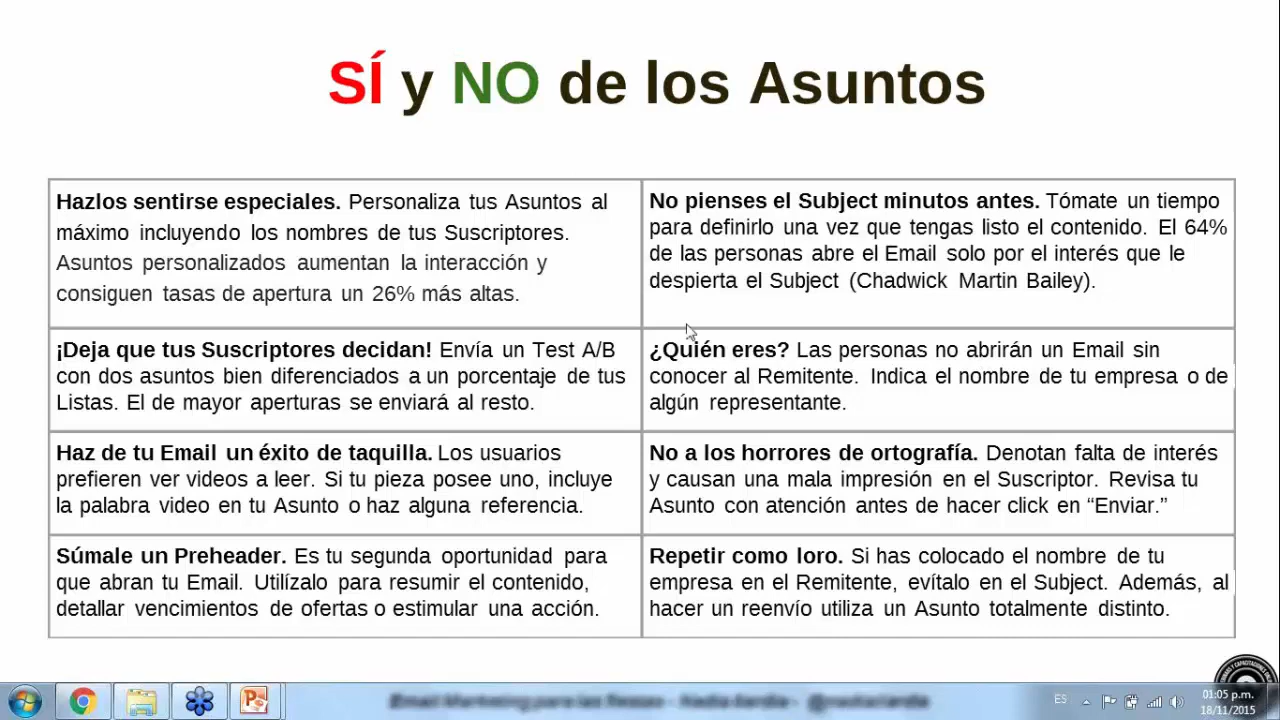 SÍ y NO de los Asuntos
Hazlos sentirse especiales. Personaliza tus Asuntos al
máximo incluyendo los nombres de tus Suscriptores.
Asuntos personalizados aumentan la interacción y
consiguen tasas de apertura un 26% más altas.
No pienses el Subject minutos antes. Tómate un tiempo
para definirlo una vez que tengas listo el contenido. El 64%
de las personas abre el Email solo por el interés que le
despierta el Subject (Chadwick Martin Bailey).
¡Deja que tus Suscriptores decidan! Envía un Test A/B
con dos asuntos bien diferenciados a un porcentaje de tus
Listas. El de mayor aperturas se enviará al resto.
¿Quién eres? Las personas no abrirán un Email sin
conocer al Remitente. Indica el nombre de tu empresa o de
algún representante.
Haz de tu Email un éxito de taquilla. Los usuarios
prefieren ver videos a leer. Si tu pieza posee uno, incluye
la palabra video en tu Asunto o haz alguna referencia.
No a los horrores de ortografía. Denotan falta de interés
y causan una mala impresión en el Suscriptor. Revisa tu
Asunto con atención antes de hacer click en “Enviar.”
Súmale un Preheader. Es tu segunda oportunidad para
que abran tu Email. Utilízalo para resumir el contenido,
detallar vencimientos de ofertas o estimular una acción.
Repetir como loro. Si has colocado el nombre de tu
empresa en el Remitente, evítalo en el Subject. Además, al
hacer un reenvío utiliza un Asunto totalmente distinto.
ES
01:05 p.m.
18/11/2015